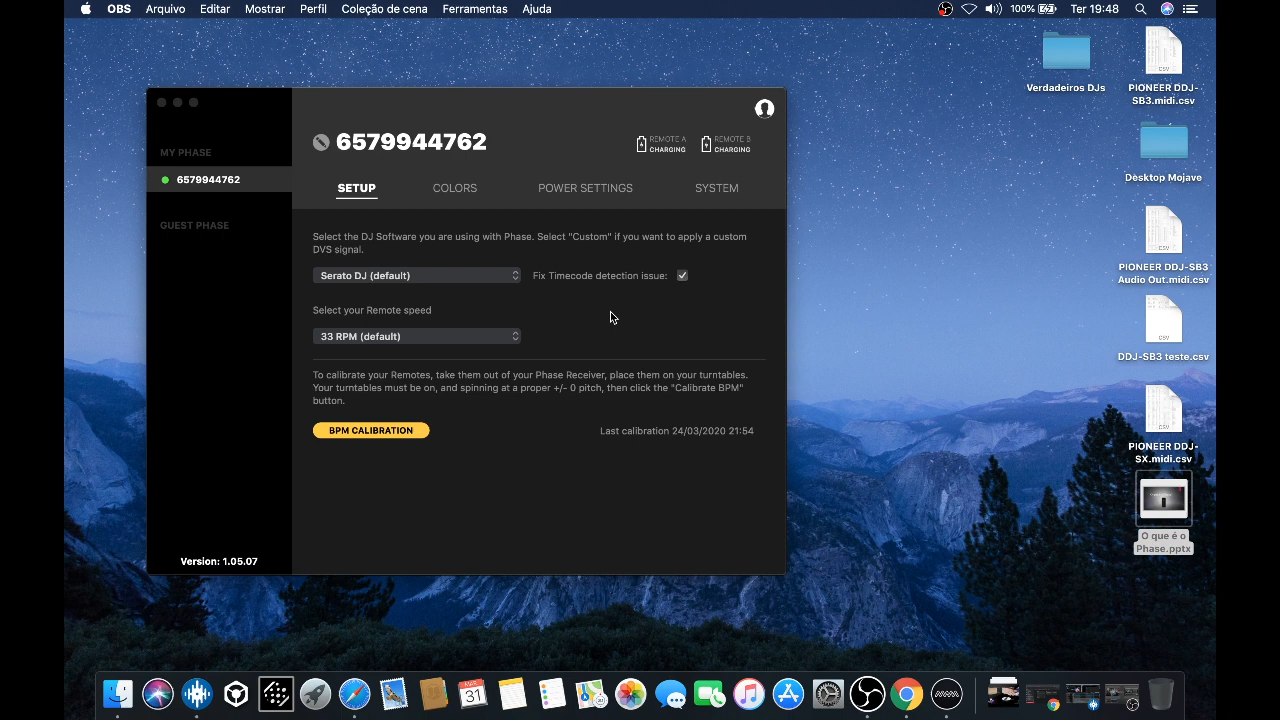 OBS Arquivo Editar Mostrar Perfil Coleção de cena Ferramentas Ajuda 100% Ter 19:48
MY PHASE
6579944762
GUEST PHASE
Version: 1.05.07
6579944762
REMOTE A
CHARGING
REMOTE B
CHARGING
SETUP COLORS POWER SETTINGS SYSTEM
Select the DJ Software you are using with Phase. Select "Custom" if you want to apply a custom
DVS signal.
Serato DJ (default) Fix Timecode detection issue:
Select your Remote speed
33 RPM (default)
To calibrate your Remotes, take them out of your Phase Receiver, place them on your turntables.
Your turntables must be on, and spinning at a proper +/- 0 pitch, then click the "Calibrate BPM"
button.
BPM CALIBRATION Last calibration 24/03/2020 21:54
Verdadeiros DJs
CSV
PIONEER DDJ-
SB3.midi.csv
Desktop Mojave
CSV
PIONEER DDJ-SB3
Audio Out.midi.csv
CSV
DDJ-SB3 teste.csv
CSV
PIONEER DDJ-
SX.midi.csv
O que é o
Phase.pptx
31